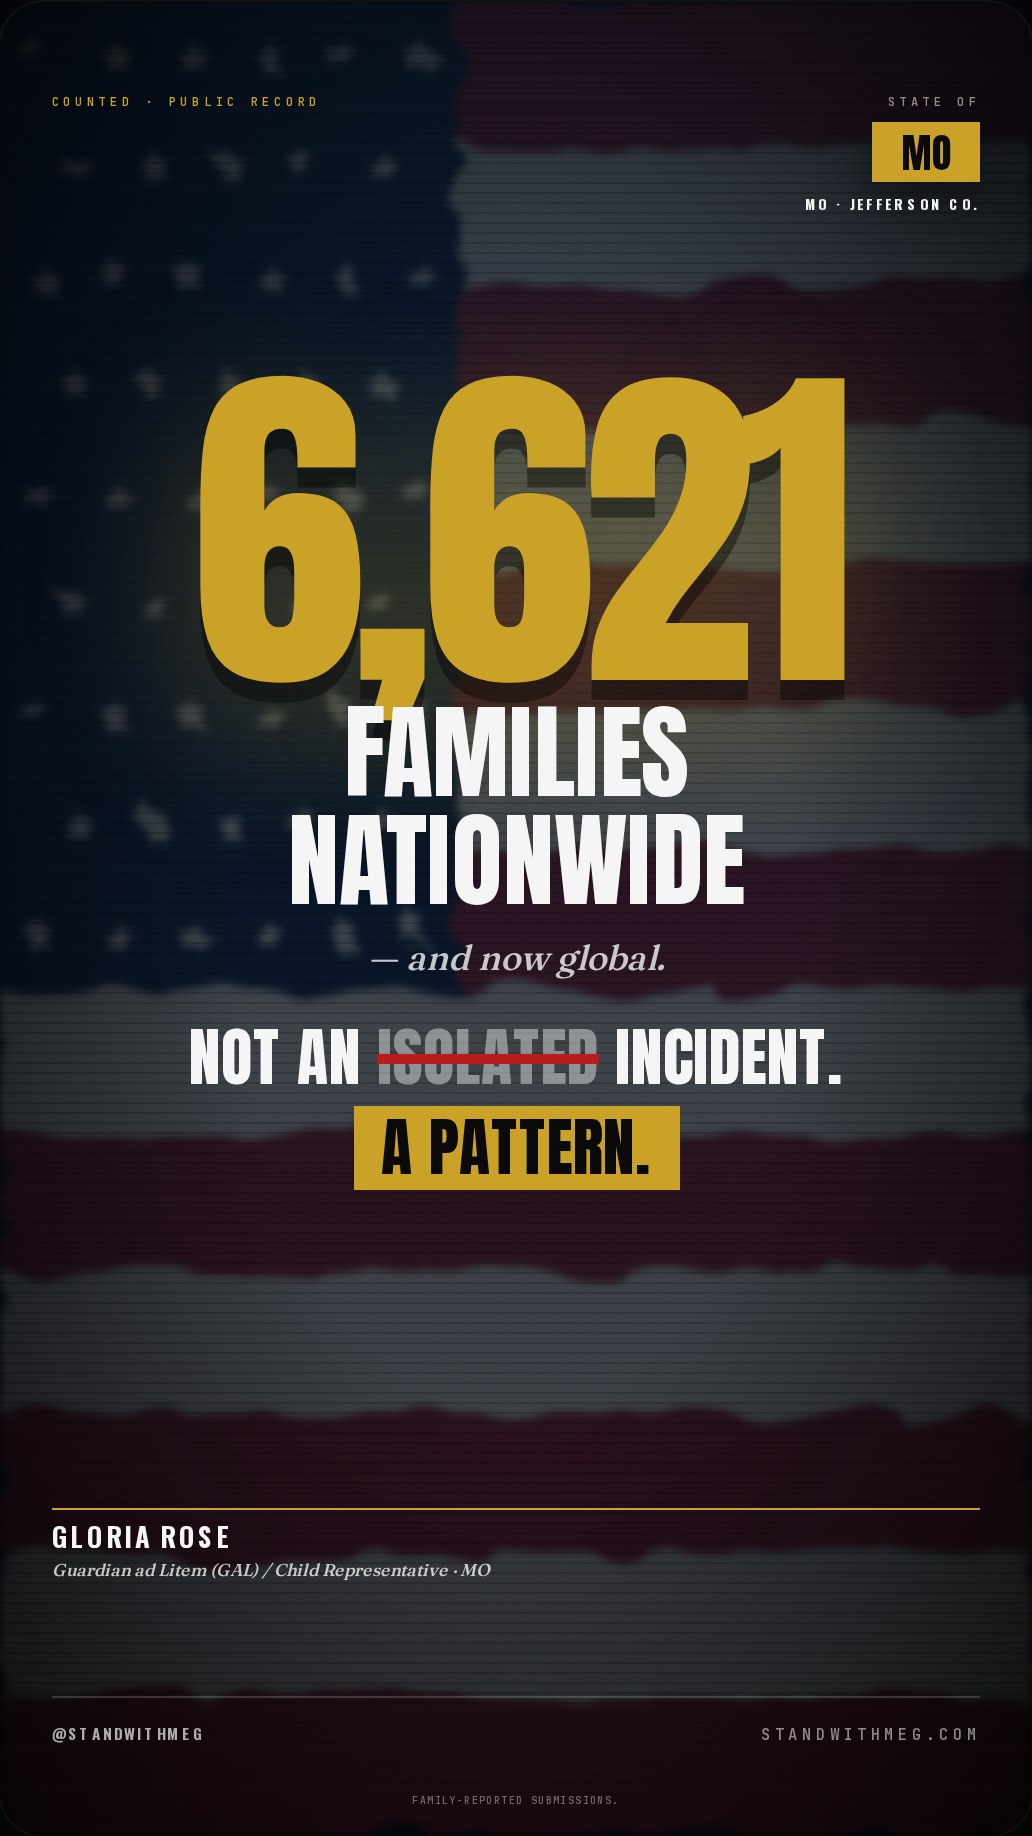 COUNTED · PUBLIC RECORD
STATE OF
MO
MO · JEFFERSON CO.
6,621
FAMILIES
NATIONWIDE
— and now global.
NOT AN ISOLATED INCIDENT.
A PATTERN.
GLORIA ROSE
Guardian ad Litem (GAL) / Child Representative · MO
@STANDWITHMEG
STANDWITHMEG.COM
FAMILY-REPORTED SUBMISSIONS.